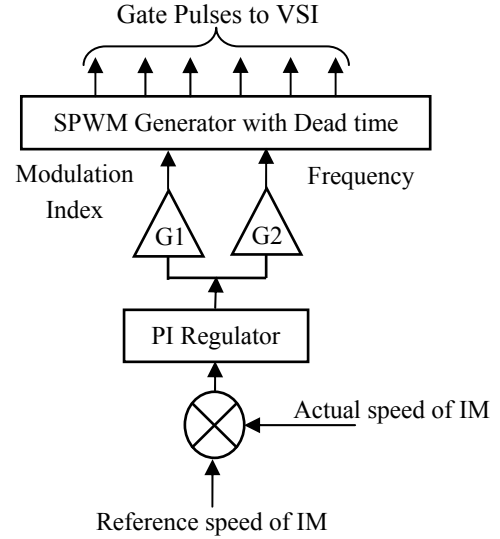 Gate Pulses to VSI
SPWM Generator with Dead time
Modulation
Index
Frequency
G1
G2
PI Regulator
Actual speed of IM
Reference speed of IM